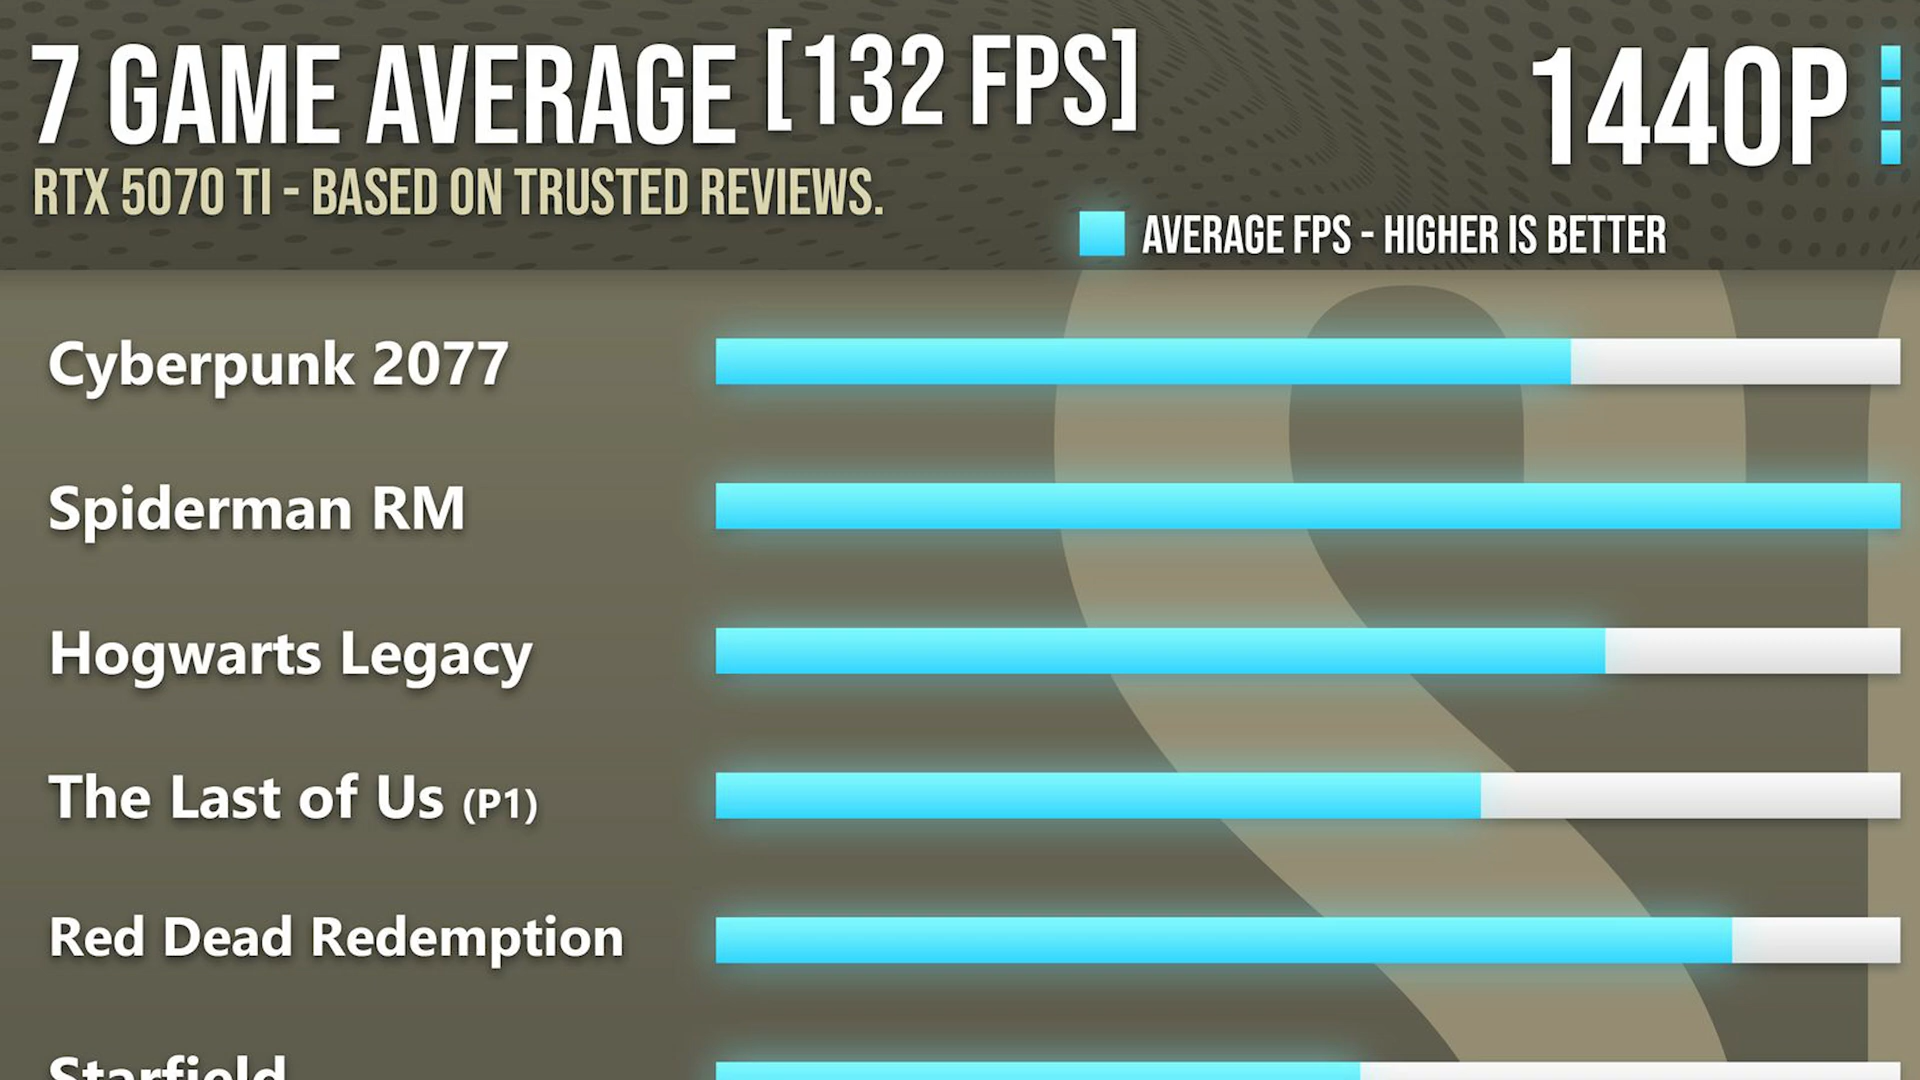 7 GAME AVERAGE [132 FPS]
1440P
RTX 5070 TI - BASED ON TRUSTED REVIEWS.
AVERAGE FPS - HIGHER IS BETTER
Cyberpunk 2077
Spiderman RM
Hogwarts Legacy
The Last of Us (P1)
Red Dead Redemption
Starfield